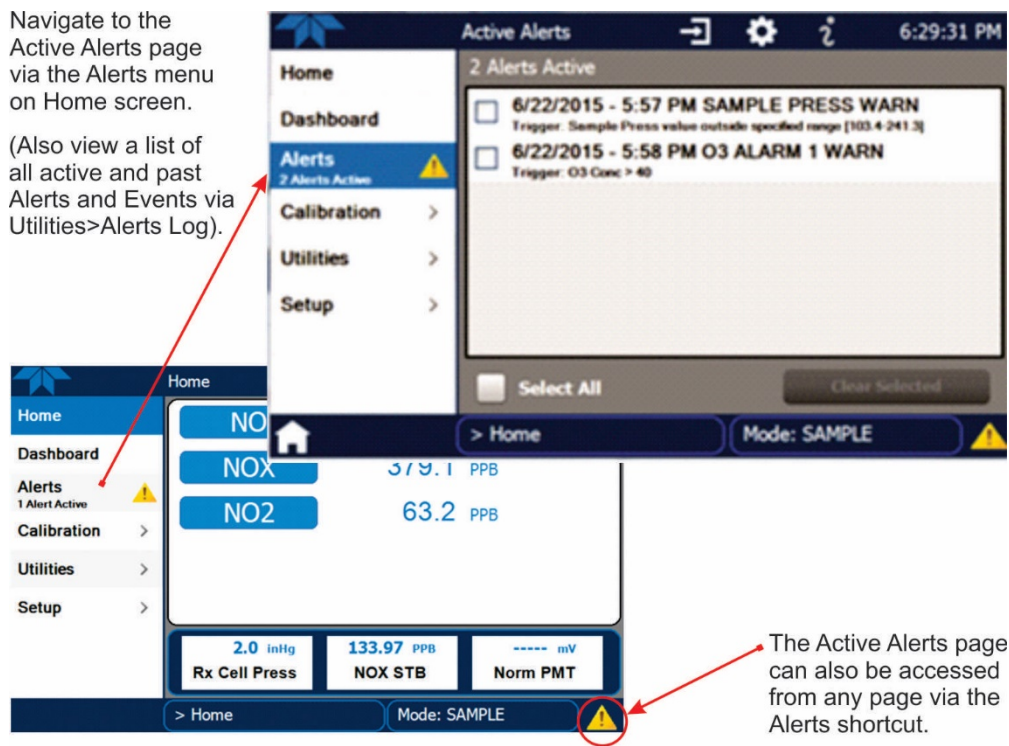 Navigate to the
Active Alerts page
via the Alerts menu
on Home screen.
(Also view a list of
all active and past
Alerts and Events via
Utilities>Alerts Log).
Active Alerts
6:29:31 PM
Home
Dashboard
Alerts
2 Alerts Active
Calibration >
Utilities >
Setup >
2 Alerts Active
6/22/2015 - 5:57 PM SAMPLE PRESS WARN
Trigger: Sample Press value outside specified range [103.4-241.3]
6/22/2015 - 5:58 PM O3 ALARM 1 WARN
Trigger: O3 Conc > 40
Select All
Clear Selected
> Home
Mode: SAMPLE
Home
Home
Dashboard
Alerts
1 Alert Active
Calibration >
Utilities >
Setup >
NO
NOX 379.1 PPB
NO2 63.2 PPB
2.0 inHg
Rx Cell Press
133.97 PPB
NOX STB
----- mV
Norm PMT
> Home
Mode: SAMPLE
The Active Alerts page
can also be accessed
from any page via the
Alerts shortcut.